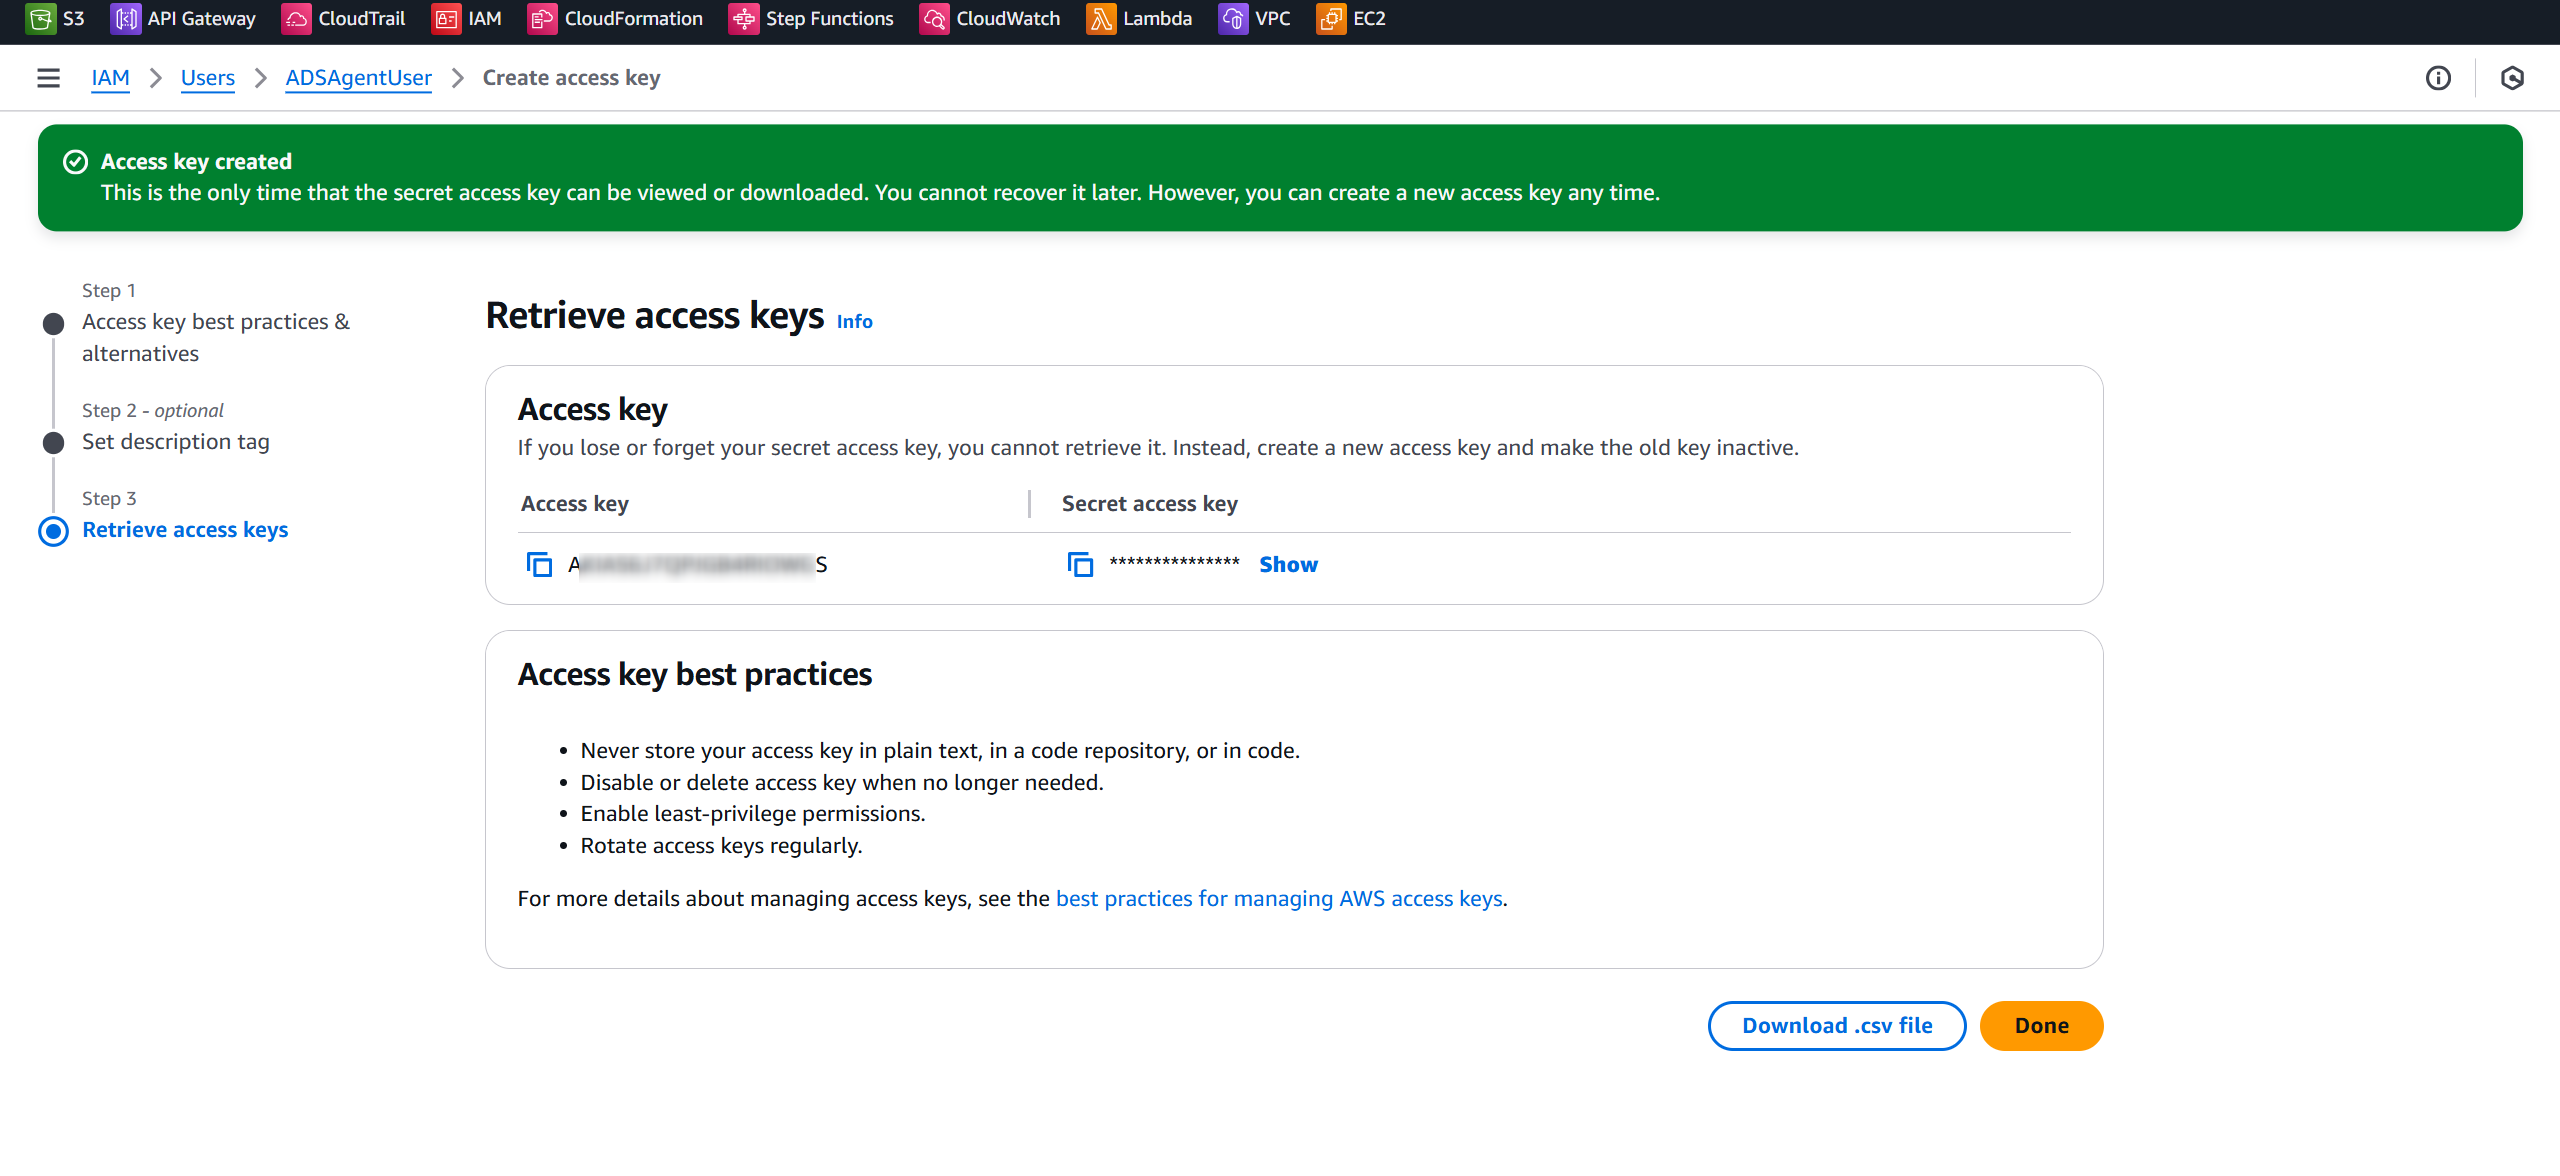 S3 API Gateway CloudTrail IAM CloudFormation Step Functions CloudWatch Lambda VPC EC2
IAM Users ADSAgentUser Create access key
Access key created
This is the only time that the secret access key can be viewed or downloaded. You cannot recover it later. However, you can create a new access key any time.
Step 1
Access key best practices &
alternatives
Step 2 - optional
Set description tag
Step 3
Retrieve access keys
Retrieve access keys Info
Access key
If you lose or forget your secret access key, you cannot retrieve it. Instead, create a new access key and make the old key inactive.
Access key Secret access key
*************** Show
Access key best practices
• Never store your access key in plain text, in a code repository, or in code.
• Disable or delete access key when no longer needed.
• Enable least-privilege permissions.
• Rotate access keys regularly.
For more details about managing access keys, see the best practices for managing AWS access keys.
Download .csv file Done